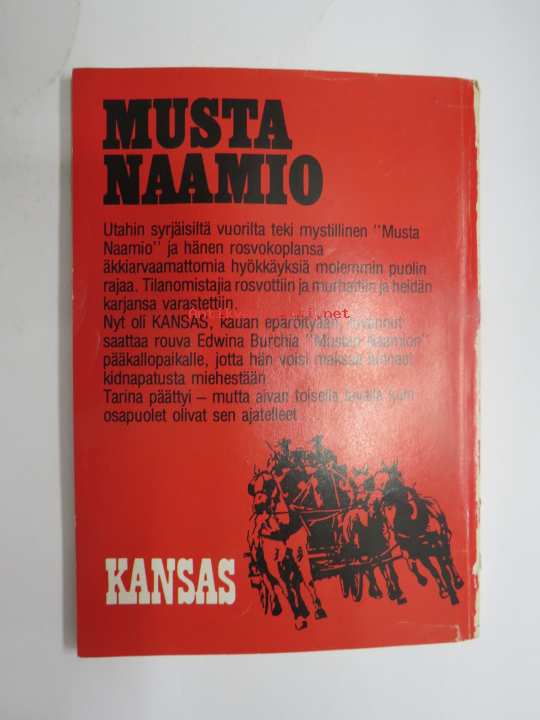 MUSTA
NAAMIO
Utahin syrjäisiltä vuorilta teki mystillinen "Musta
Naamio" ja hänen rosvokoplansa
äkkiarvaamattomia hyökkäyksiä molemmin puolin
rajaa. Tilanomistajia rosvottiin ja murhattiin ja heidän
karjansa varastettiin.
Nyt oli KANSAS, kauan epäröityään, luvannut
saattaa rouva Edwina Burchia "Mustan Naamion"
pääkallopaikalle, jotta hän voisi maksaa lunnaat
kidnapatusta miehestään
Tarina päättyi – mutta aivan toisella tavalla kuin
osapuolet olivat sen ajatelleet
KANSAS